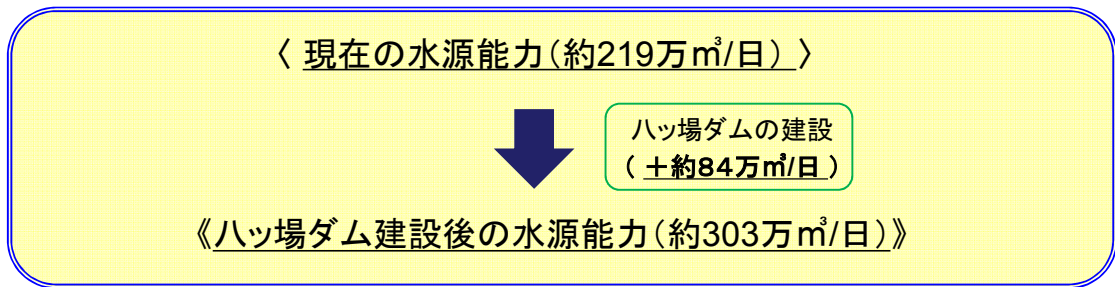 〈 現在の水源能力（約219万㎥/日） 〉
八ッ場ダムの建設
（ ＋約８４万㎥/日 ）
《八ッ場ダム建設後の水源能力（約303万㎥/日）》